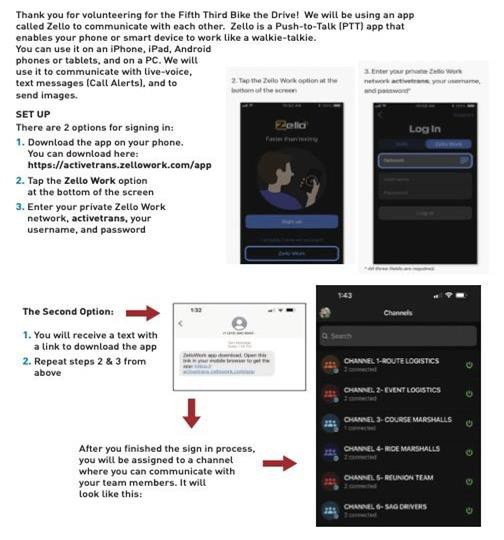 Thank you for volunteering for the Fifth Third Bike the Drive! We will be using an app
called Zello to communicate with each other. Zello is a Push-to-Talk (PTT) app that
enables your phone or smart device to work like a walkie-talkie.
You can use it on an iPhone, iPad, Android
phones or tablets, and on a PC. We will
use it to communicate with live-voice,
text messages (Call Alerts), and to
send images.
SET UP
There are 2 options for signing in:
1. Download the app on your phone.
You can download here:
https://activetrans.zellowork.com/app
2. Tap the Zello Work option
at the bottom of the screen
3. Enter your private Zello Work
network, activetrans, your
username, and password
2. Tap the Zello Work option at the
bottom of the screen
Zello
Faster than texting
Sign up
Zello Work
3. Enter your private Zello Work
network activetrans, your username,
and password*
Support
Log In
Zello
Zello Work
Network
Username
Password
Log in
* All three fields are required.
The Second Option:
1. You will receive a text with
a link to download the app
2. Repeat steps 2 & 3 from
above
1:32
ZelloWork app download. Open this
link in your mobile browser to get the
app: https://
activetrans.zellowork.com/app
After you finished the sign in process,
you will be assigned to a channel
where you can communicate with
your team members. It will
look like this:
1:43
Channels
Search
CHANNEL 1-ROUTE LOGISTICS
2 connected
CHANNEL 2- EVENT LOGISTICS
2 connected
CHANNEL 3- COURSE MARSHALLS
1 connected
CHANNEL 4- RIDE MARSHALLS
2 connected
CHANNEL 5- REUNION TEAM
2 connected
CHANNEL 6- SAG DRIVERS
2 connected